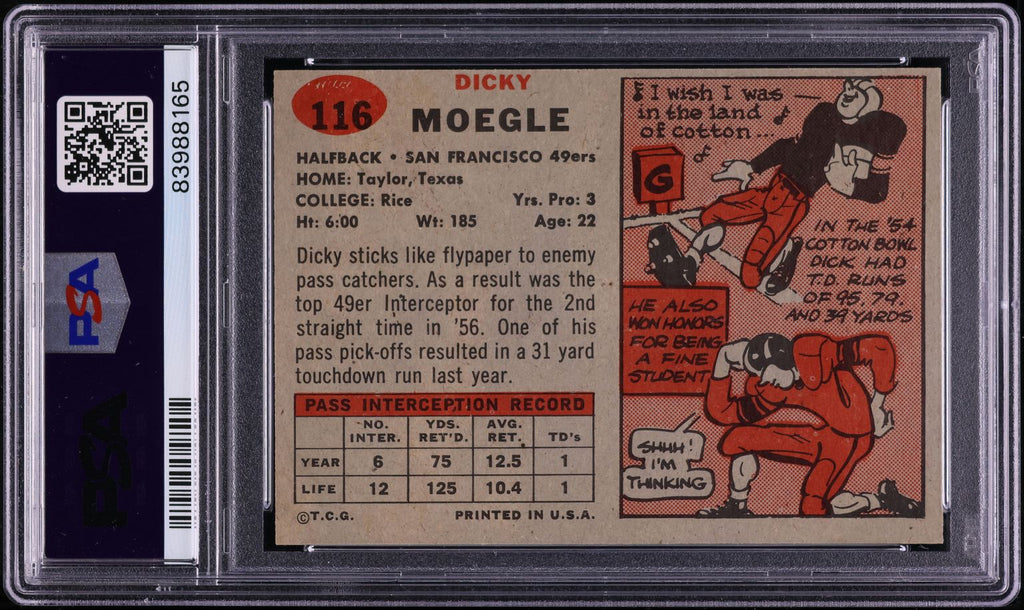 83988165
PSA
PSA
116
DICKY
MOEGLE
HALFBACK • SAN FRANCISCO 49ers
HOME: Taylor, Texas
COLLEGE: Rice Yrs. Pro: 3
Ht: 6:00 Wt: 185 Age: 22
Dicky sticks like flypaper to enemy
pass catchers. As a result was the
top 49er Interceptor for the 2nd
straight time in '56. One of his
pass pick-offs resulted in a 31 yard
touchdown run last year.
PASS INTERCEPTION RECORD
NO. INTER. YDS. RET'D. AVG. RET. TD's
YEAR 6 75 12.5 1
LIFE 12 125 10.4 1
©T.C.G. PRINTED IN U.S.A.
I WISH I WAS
in the land
of cotton...
G
IN THE '54
COTTON BOWL
DICK HAD
T.D. RUNS
OF 95, 79,
AND 39 YARDS
HE ALSO
WON HONORS
FOR BEING
A FINE
STUDENT
SHHH!
I'M
THINKING